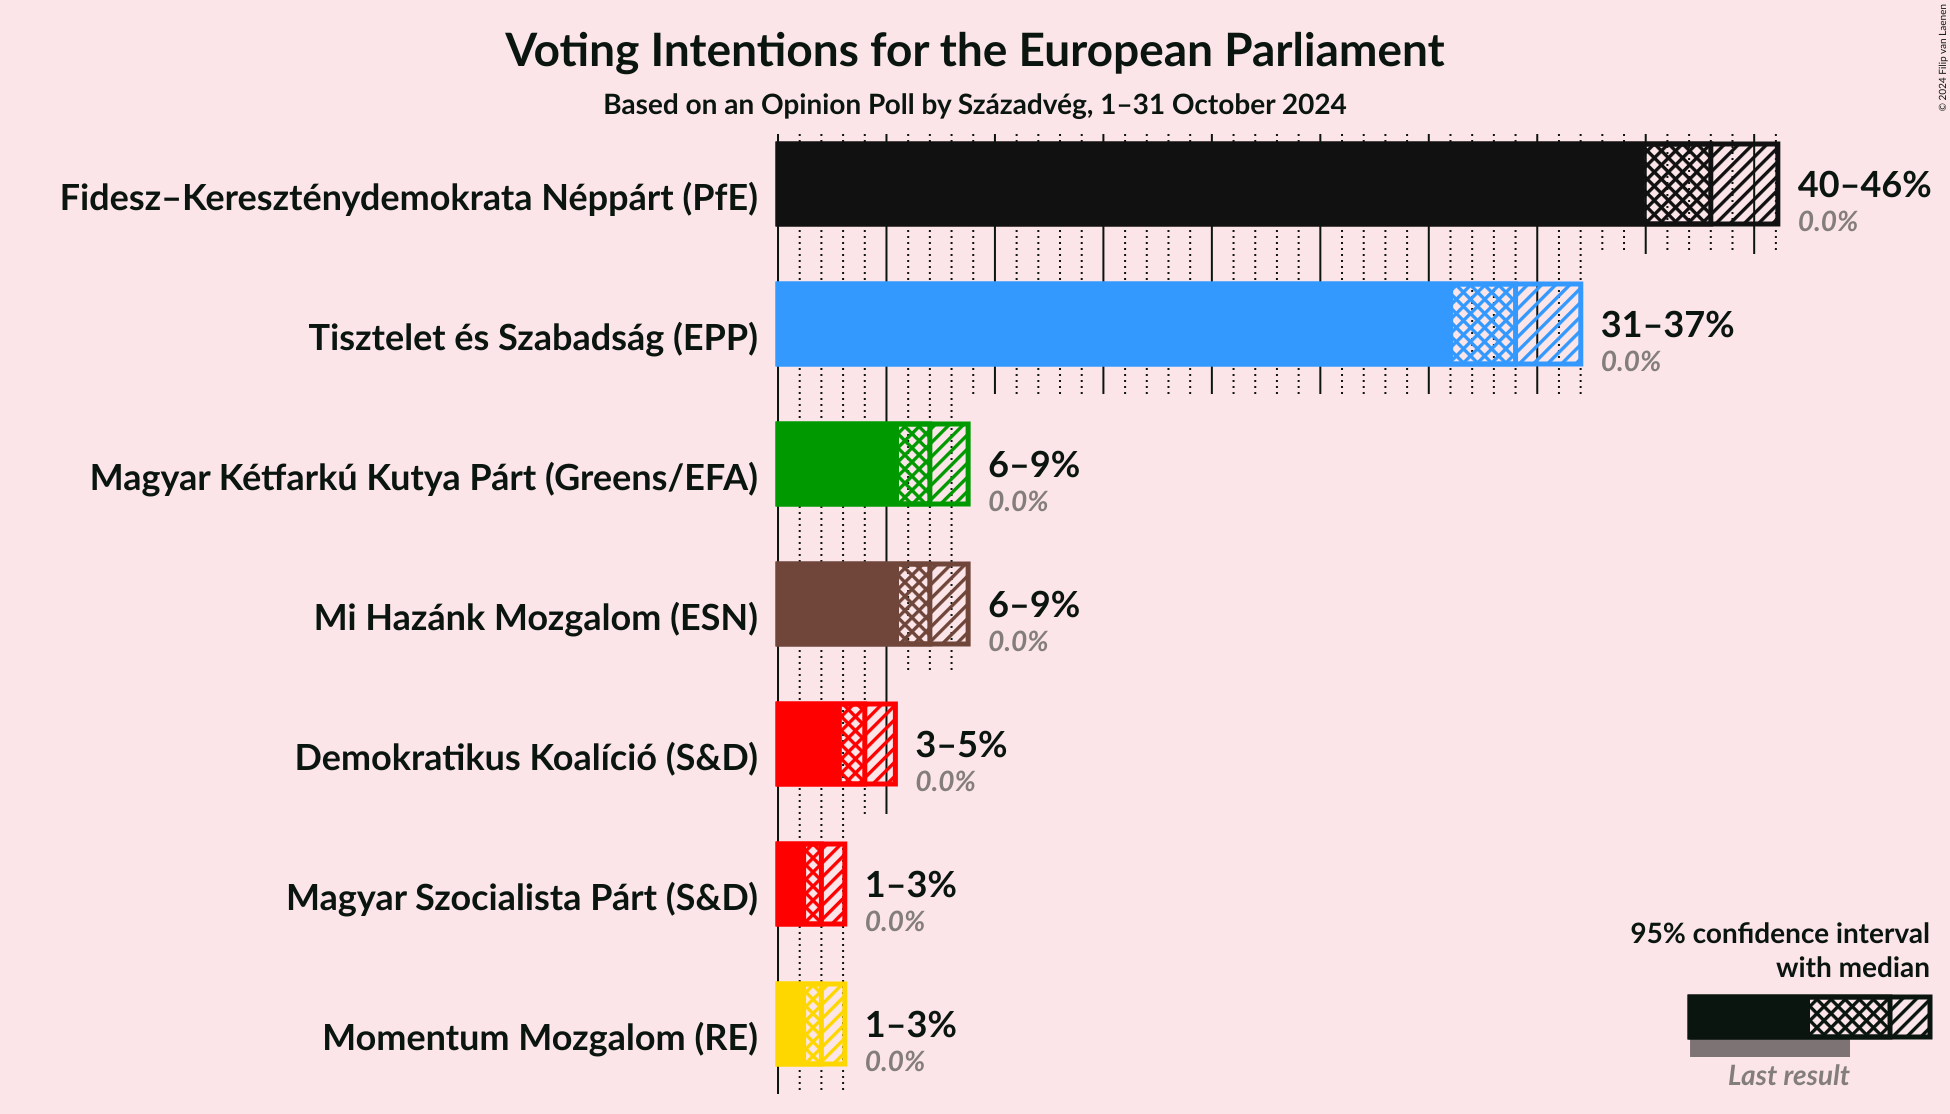 Voting Intentions for the European Parliament
Based on an Opinion Poll by Századvég, 1–31 October 2024
© 2024 Filip van Laenen
Fidesz–Kereszténydemokrata Néppárt (PfE)
40–46%
0.0%
Tisztelet és Szabadság (EPP)
31–37%
0.0%
Magyar Kétfarkú Kutya Párt (Greens/EFA)
6–9%
0.0%
Mi Hazánk Mozgalom (ESN)
6–9%
0.0%
Demokratikus Koalíció (S&D)
3–5%
0.0%
Magyar Szocialista Párt (S&D)
1–3%
0.0%
Momentum Mozgalom (RE)
1–3%
0.0%
95% confidence interval
with median
Last result